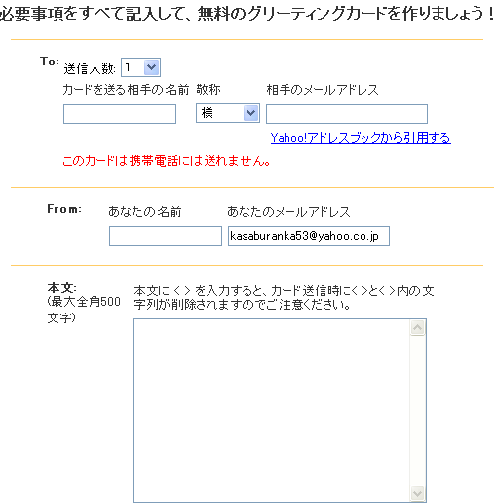 必要事項をすべて記入して、無料のグリーティングカードを作りましょう！
To: 送信人数: 1
カードを送る相手の名前 敬称 相手のメールアドレス
様
Yahoo!アドレスブックから引用する
このカードは携帯電話には送れません。
From: あなたの名前 あなたのメールアドレス
kasaburanka53@yahoo.co.jp
本文: 本文に< >を入力すると、カード送信時に< >と< >内の文
(最大全角500 字列が削除されますのでご注意ください。
文字)